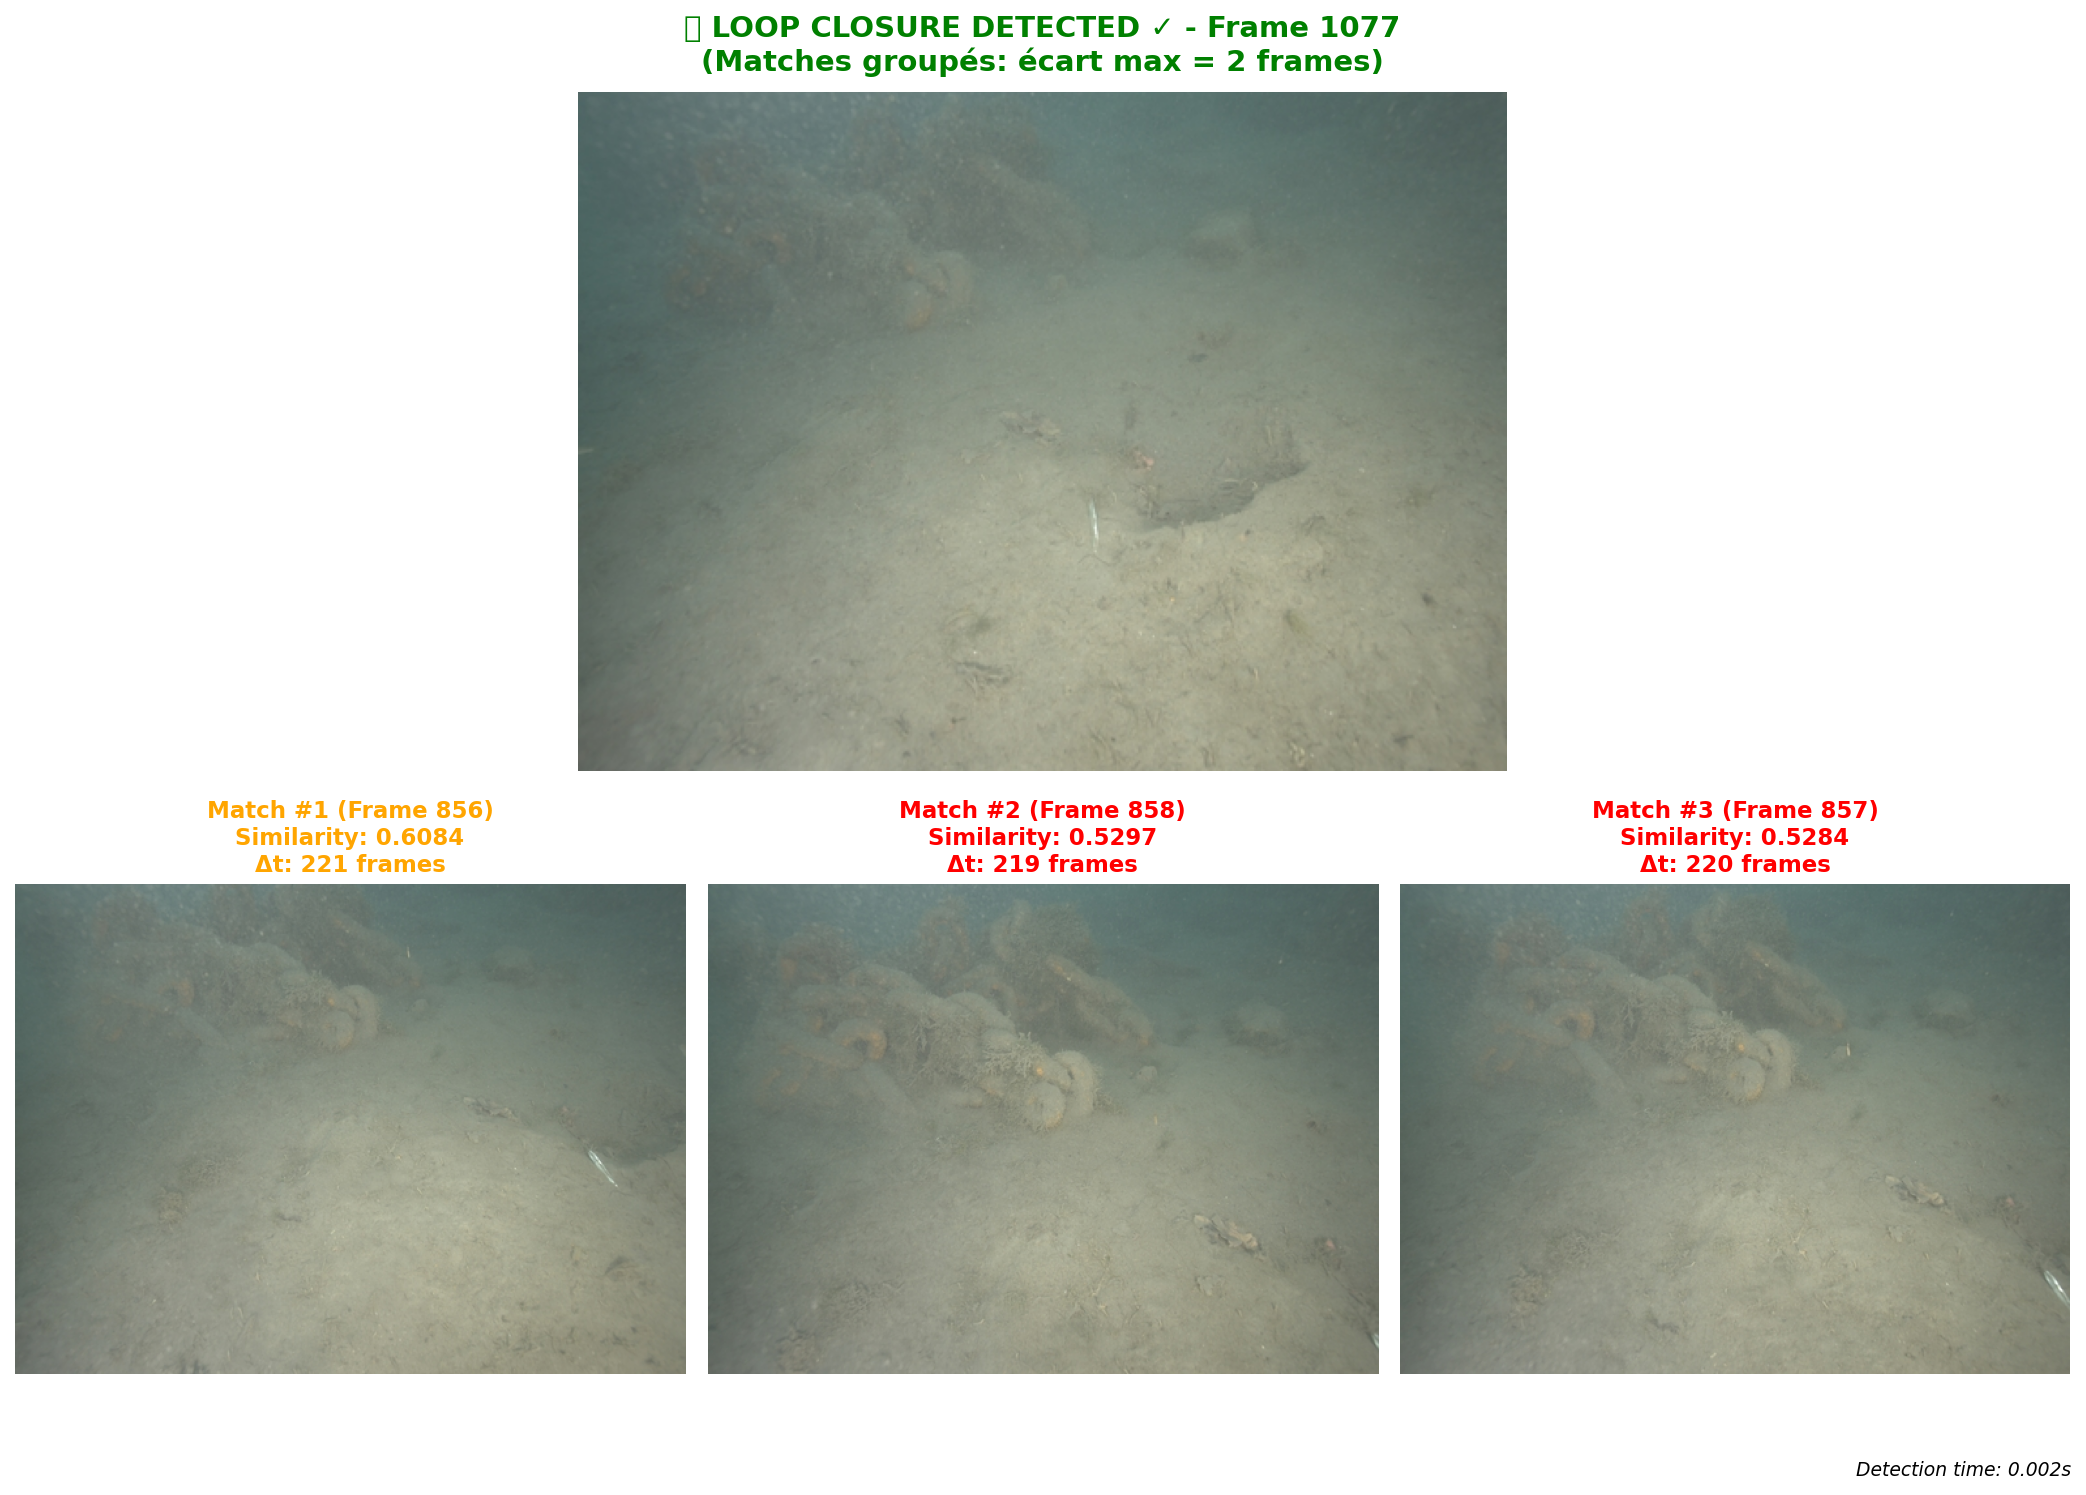 LOOP CLOSURE DETECTED ✓ - Frame 1077
(Matches groupés: écart max = 2 frames)
Match #1 (Frame 856)
Similarity: 0.6084
Δt: 221 frames
Match #2 (Frame 858)
Similarity: 0.5297
Δt: 219 frames
Match #3 (Frame 857)
Similarity: 0.5284
Δt: 220 frames
Detection time: 0.002s